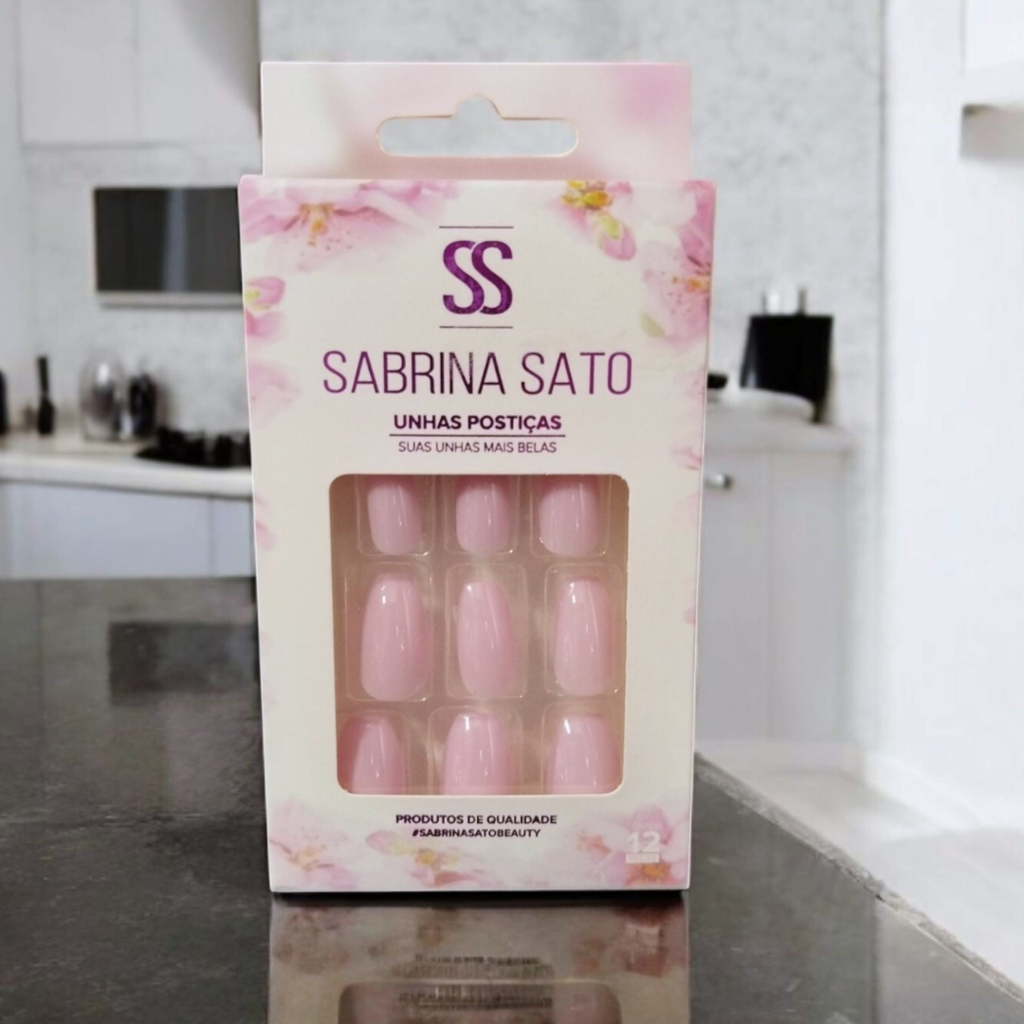 SS
SABRINA SATO
UNHAS POSTIÇAS
SUAS UNHAS MAIS BELAS
PRODUTOS DE QUALIDADE
#SABRINASATOBEAUTY
12